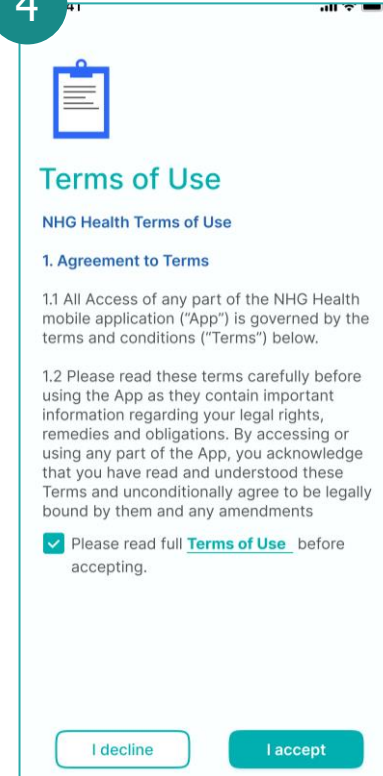 4
41
Terms of Use
NHG Health Terms of Use
1. Agreement to Terms
1.1 All Access of any part of the NHG Health
mobile application (“App”) is governed by the
terms and conditions (“Terms”) below.
1.2 Please read these terms carefully before
using the App as they contain important
information regarding your legal rights,
remedies and obligations. By accessing or
using any part of the App, you acknowledge
that you have read and understood these
Terms and unconditionally agree to be legally
bound by them and any amendments
Please read full Terms of Use before
accepting.
I decline
I accept